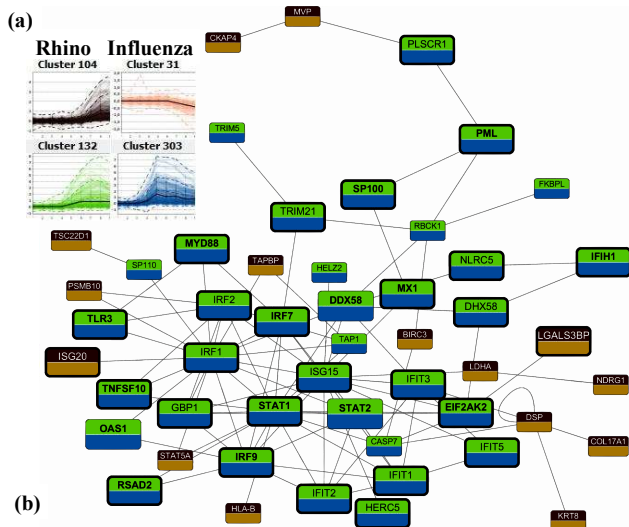 (a)
Rhino Influenza
Cluster 104 Cluster 31
Cluster 132 Cluster 303
MVP
CKAP4
PLSCR1
TRIM5
PML
SP100
FKBPL
TRIM21
RBCK1
TSC22D1
MYD88
TAPBP
SP110
HELZ2
NLRC5
IFIH1
PSMB10
IRF2
DDX58
MX1
DHX58
TLR3
IRF7
TAP1
BIRC3
LGALS3BP
ISG20
IRF1
ISG15
IFIT3
LDHA
NDRG1
TNFSF10
GBP1
STAT1
STAT2
EIF2AK2
DSP
OAS1
CASP7
IFIT5
COL17A1
STAT5A
IRF9
IFIT1
RSAD2
IFIT2
HERC5
HLA-B
KRT8
(b)